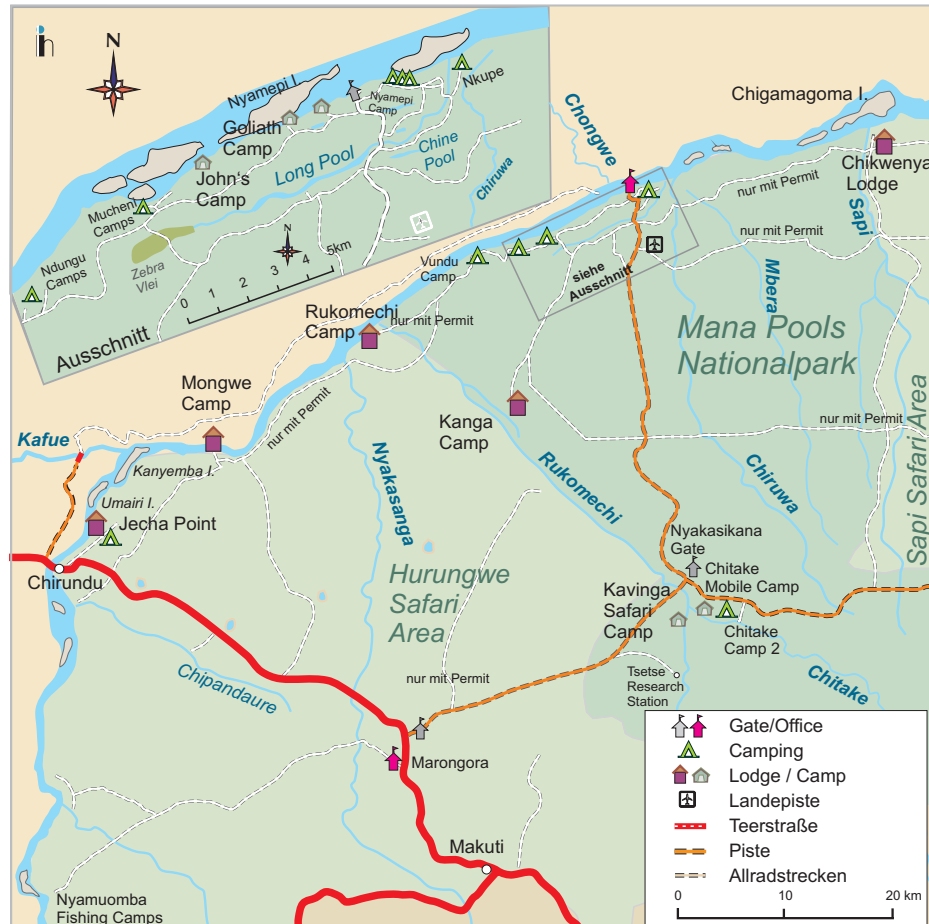 in
N
Nyamepi I.
Nyamepi
Camp
Nkupe
Goliath
Camp
Long Pool
Chine
Pool
Chiruwa
John's
Camp
Muchen
Camps
Ndungu
Camps
Zebra
Vlei
0 1 2 3 4 5km
Ausschnitt
Chigamagoma I.
Chongwe
Chikwenya
Lodge
Sapi
nur mit Permit
nur mit Permit
Vundu
Camp
siehe
Ausschnitt
Mbera
Rukomechi
Camp
nur mit Permit
Mana Pools
Nationalpark
Mongwe
Camp
nur mit Permit
Kanga
Camp
nur mit Permit
Sapi Safari Area
Kafue
Kanyemba I.
Nyakasanga
Rukomechi
Chiruwa
Umairi I.
Jecha Point
Nyakasikana
Gate
Chirundu
Hurungwe
Safari
Area
Chitake
Mobile Camp
Kavinga
Safari
Camp
Chitake
Camp 2
Chipandaure
nur mit Permit
Tsetse
Research
Station
Chitake
Marongora
Makuti
Nyamuomba
Fishing Camps
Gate/Office
Camping
Lodge / Camp
Landepiste
Teerstraße
Piste
Allradstrecken
0 10 20 km